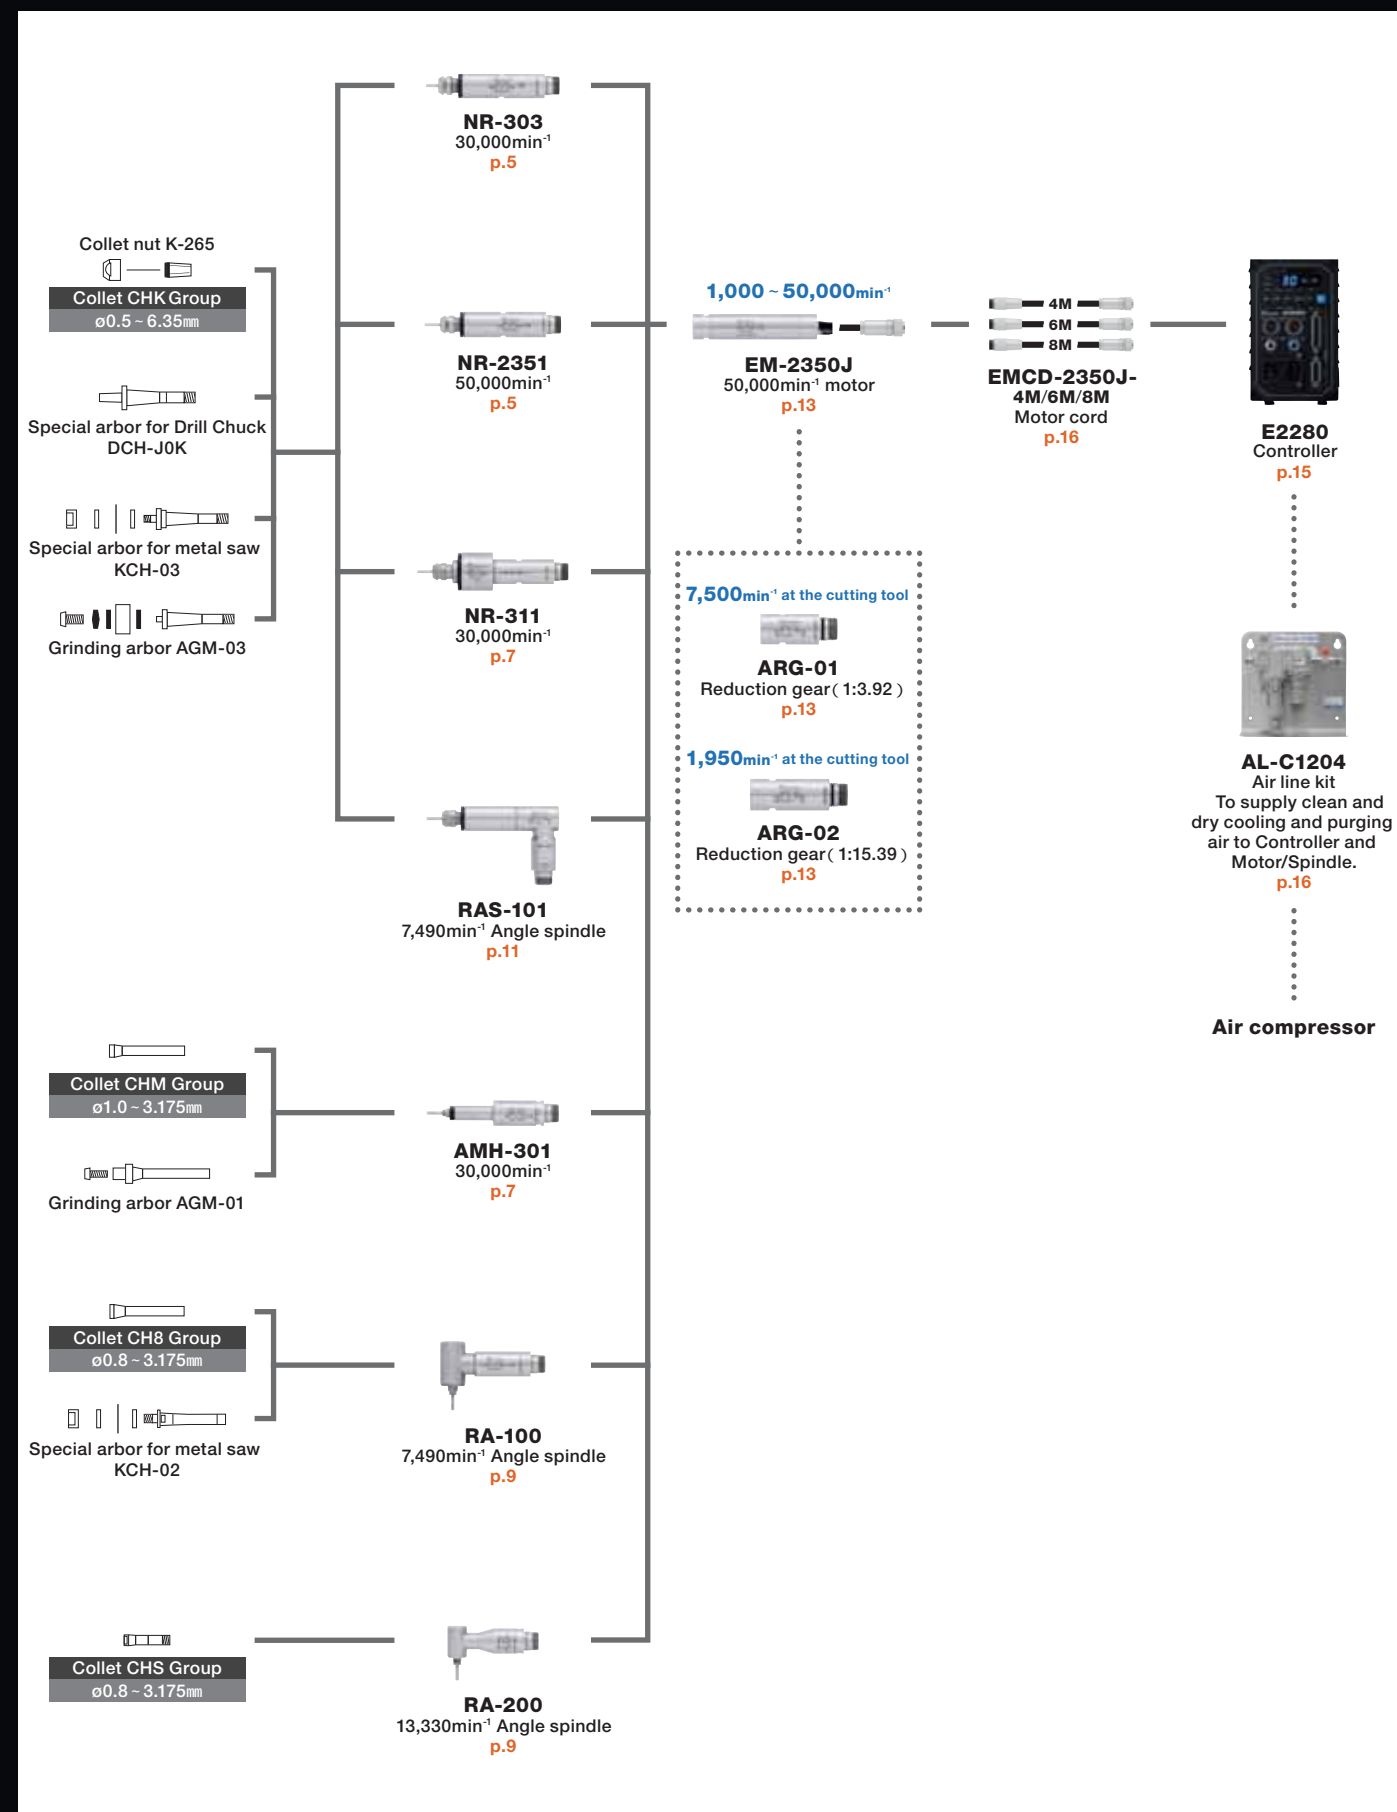 NR-303
30,000min⁻¹
p.5
Collet nut K-265
Collet CHK Group
ø0.5 ~ 6.35mm
Special arbor for Drill Chuck
DCH-J0K
Special arbor for metal saw
KCH-03
Grinding arbor AGM-03
NR-2351
50,000min⁻¹
p.5
NR-311
30,000min⁻¹
p.7
RAS-101
7,490min⁻¹ Angle spindle
p.11
Collet CHM Group
ø1.0 ~ 3.175mm
Grinding arbor AGM-01
AMH-301
30,000min⁻¹
p.7
Collet CH8 Group
ø0.8 ~ 3.175mm
Special arbor for metal saw
KCH-02
RA-100
7,490min⁻¹ Angle spindle
p.9
Collet CHS Group
ø0.8 ~ 3.175mm
RA-200
13,330min⁻¹ Angle spindle
p.9
1,000 ~ 50,000min⁻¹
EM-2350J
50,000min⁻¹ motor
p.13
7,500min⁻¹ at the cutting tool
ARG-01
Reduction gear( 1:3.92 )
p.13
1,950min⁻¹ at the cutting tool
ARG-02
Reduction gear( 1:15.39 )
p.13
4M
6M
8M
EMCD-2350J-
4M/6M/8M
Motor cord
p.16
E2280
Controller
p.15
AL-C1204
Air line kit
To supply clean and
dry cooling and purging
air to Controller and
Motor/Spindle.
p.16
Air compressor